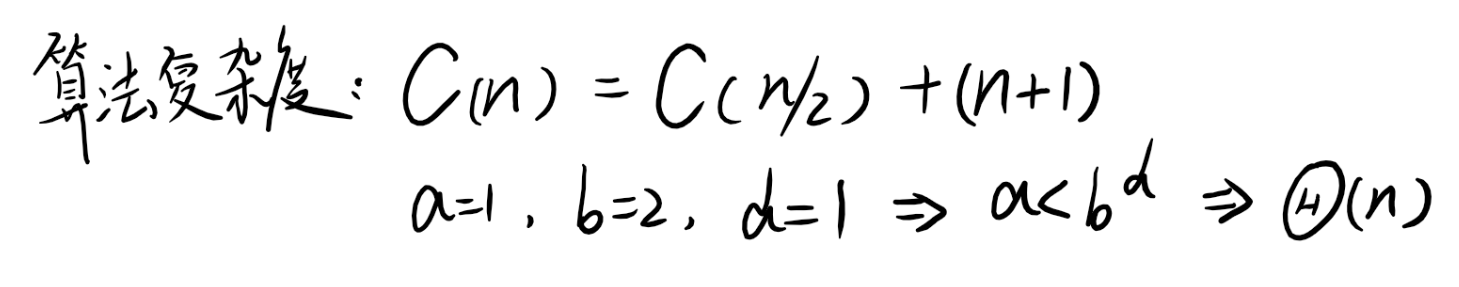 算法复杂度: C(n) = C(n/2) + (n+1)
a=1, b=2, d=1 ⇒ a<b^d ⇒ Θ(n)